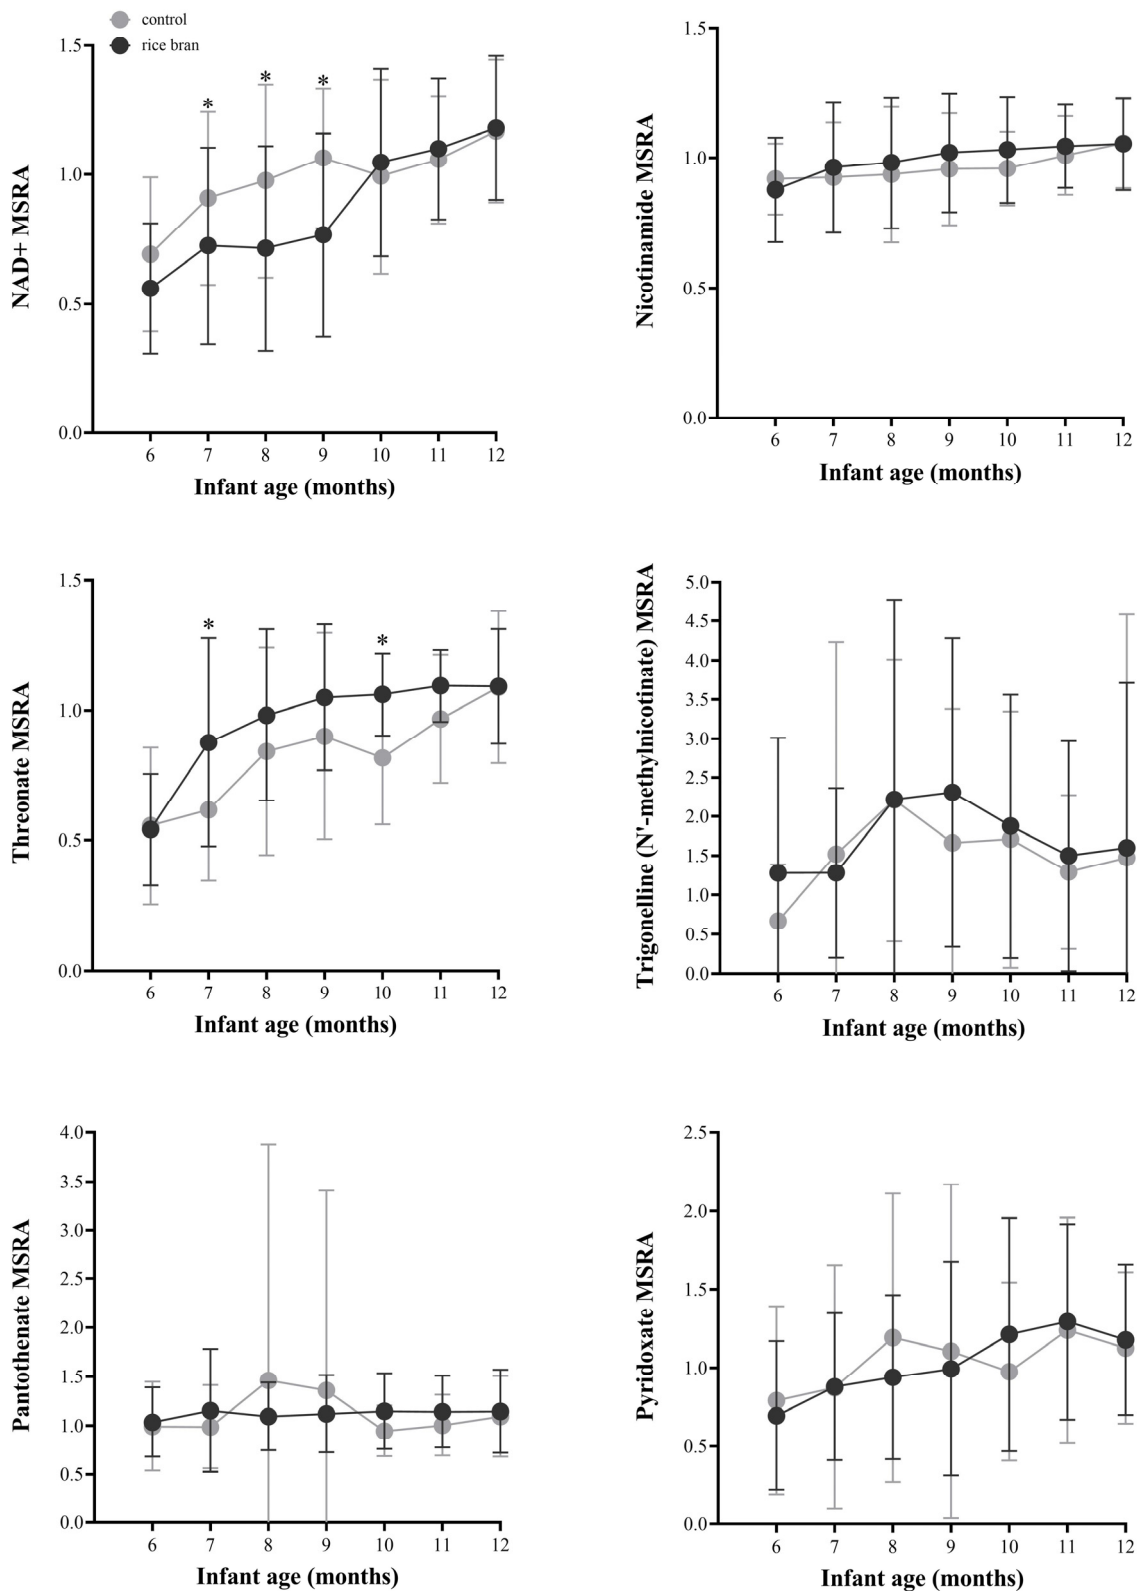 control
rice bran
NAD+ MSRA
1.5
1.0
0.5
0.0
* * *
6 7 8 9 10 11 12
Infant age (months)
Nicotinamide MSRA
1.5
1.0
0.5
0.0
6 7 8 9 10 11 12
Infant age (months)
Threonate MSRA
1.5
1.0
0.5
0.0
* *
6 7 8 9 10 11 12
Infant age (months)
Trigonelline (N'-methylnicotinate) MSRA
5.0
4.5
4.0
3.5
3.0
2.5
2.0
1.5
1.0
0.5
0.0
6 7 8 9 10 11 12
Infant age (months)
Pantothenate MSRA
4.0
3.5
3.0
2.5
2.0
1.5
1.0
0.5
0.0
6 7 8 9 10 11 12
Infant age (months)
Pyridoxate MSRA
2.5
2.0
1.5
1.0
0.5
0.0
6 7 8 9 10 11 12
Infant age (months)